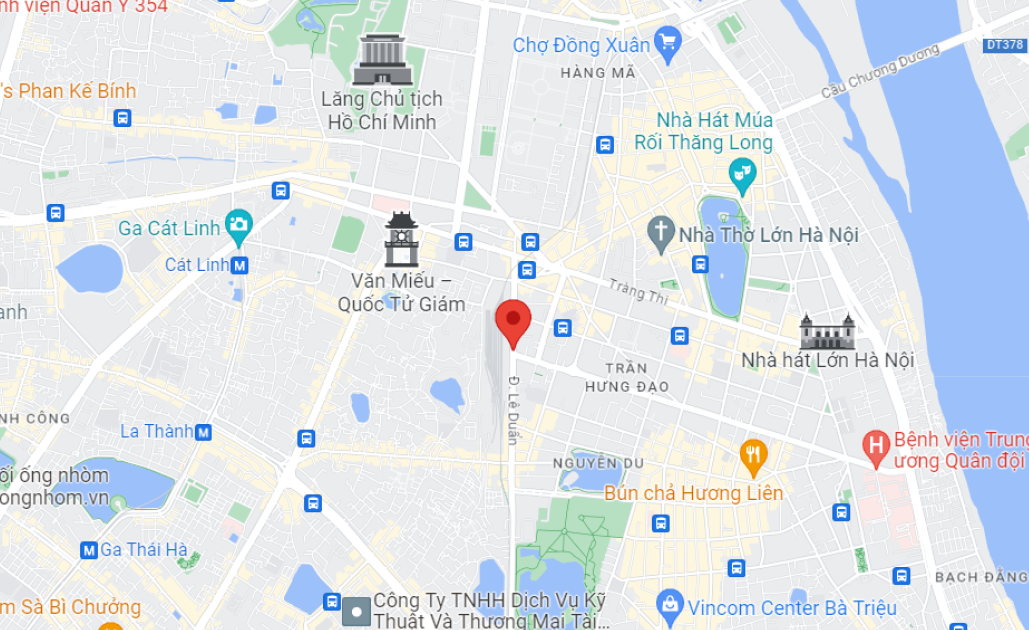 nh viện Quân Y 354
Chợ Đồng Xuân
HÀNG MÃ
DT378
Cầu Chương Dương
's Phan Kế Bính
Lăng Chủ tịch
Hồ Chí Minh
Nhà Hát Múa
Rối Thăng Long
Ga Cát Linh
Nhà Thờ Lớn Hà Nội
Cát Linh
M
Văn Miếu –
Quốc Tử Giám
Tràng Thi
anh
Nhà hát Lớn Hà Nội
TRẦN
HƯNG ĐẠO
Đ. Lê Duẩn
NH CÔNG
La Thành
M
Bệnh viện Trung
ương Quân đội
H
ối ống nhòm
ongnhom.vn
NGUYỄN DU
Bún chả Hương Liên
M
Ga Thái Hà
BẠCH ĐẰNG
m Sà Bì Chưởng
Công Ty TNHH Dịch Vụ Kỹ
Thuật Và Thương Mại Tài...
Vincom Center Bà Triệu